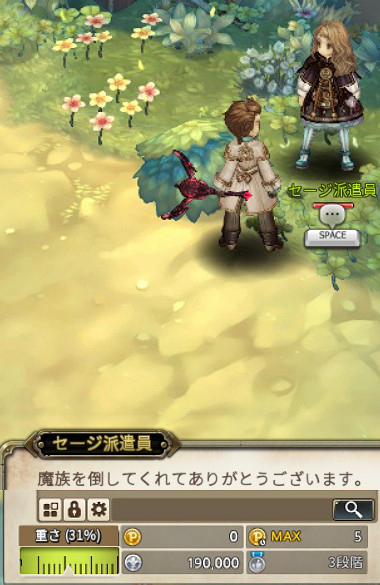 セージ派遣員
SPACE
セージ派遣員
魔族を倒してくれてありがとうございます。
重さ (31%) P 0 P MAX 5
190,000 3段階